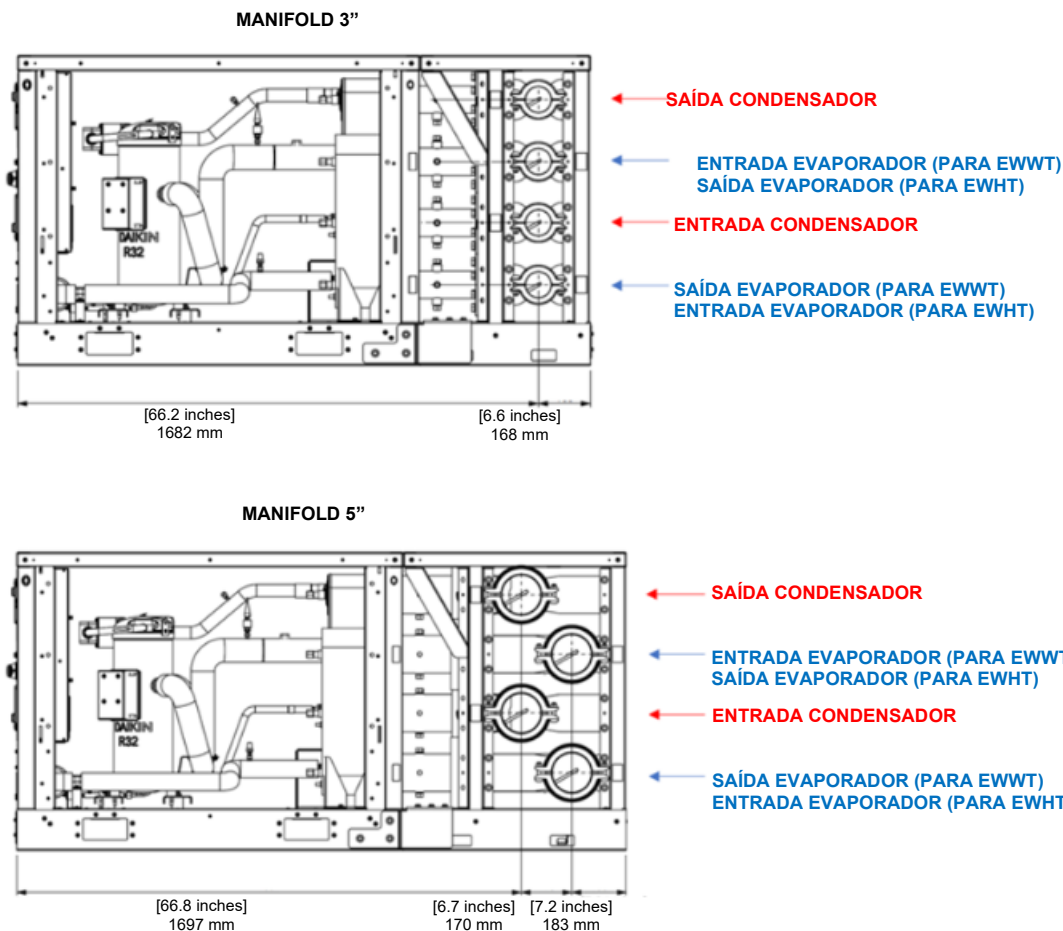 MANIFOLD 3”
SAÍDA CONDENSADOR
ENTRADA EVAPORADOR (PARA EWWT)
SAÍDA EVAPORADOR (PARA EWHT)
ENTRADA CONDENSADOR
SAÍDA EVAPORADOR (PARA EWWT)
ENTRADA EVAPORADOR (PARA EWHT)
DAIKIN
R32
[66.2 inches] [6.6 inches]
1682 mm 168 mm
MANIFOLD 5”
SAÍDA CONDENSADOR
ENTRADA EVAPORADOR (PARA EWWT
SAÍDA EVAPORADOR (PARA EWHT)
ENTRADA CONDENSADOR
DAIKIN
R32
SAÍDA EVAPORADOR (PARA EWWT)
ENTRADA EVAPORADOR (PARA EWHT
[66.8 inches] [6.7 inches] [7.2 inches]
1697 mm 170 mm 183 mm